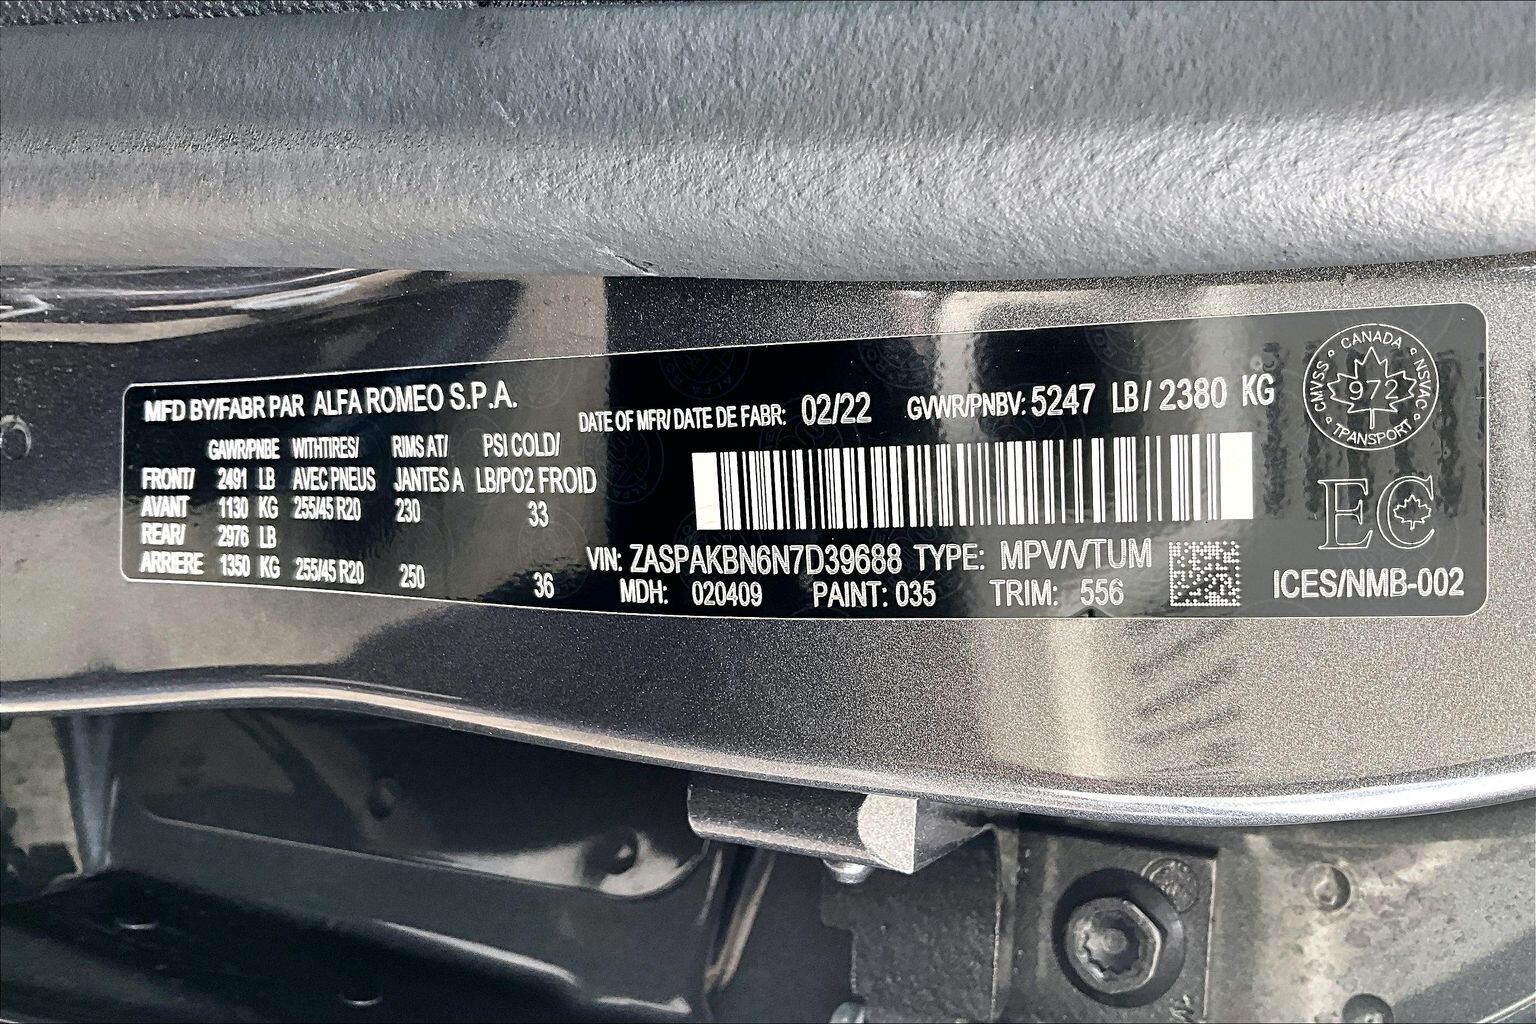 MFD BY/FABR PAR ALFA ROMEO S.P.A.
DATE OF MFR/ DATE DE FABR: 02/22 GVWR/PNBV: 5247 LB / 2380 KG
GAWR/PNBE WITH TIRES/ RIMS AT/ PSI COLD/
FRONT/ 2491 LB AVEC PNEUS JANTES A LB/PO2 FROID
AVANT 1130 KG 255/45 R20 230 33
REAR/ 2976 LB
ARRIERE 1350 KG 255/45 R20 250 36
VIN: ZASPAKBN6N7D39688 TYPE: MPV/VTUM
MDH: 020409 PAINT: 035 TRIM: 556
CANADA
CMVSS 972 NSVAC
TRANSPORT
EC
ICES/NMB-002